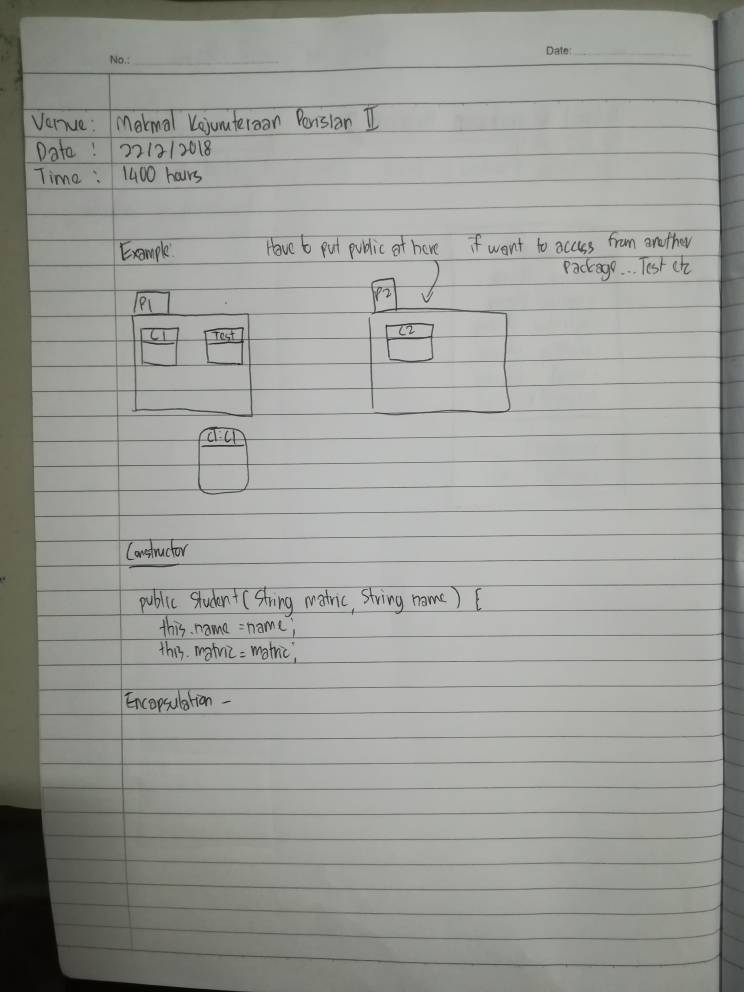 No.:
Date:
Venue: Makmal Kejuruteraan Perisian II
Date : 22/2/2018
Time : 1400 hours
Example:
Have to put public at here if want to access from another
package... Test etc
P1
P2
C1
Test
C2
c1:C1
Constructor
public Student( String matric, String name) {
this.name = name;
this.matric = matric;
Encapsulation -